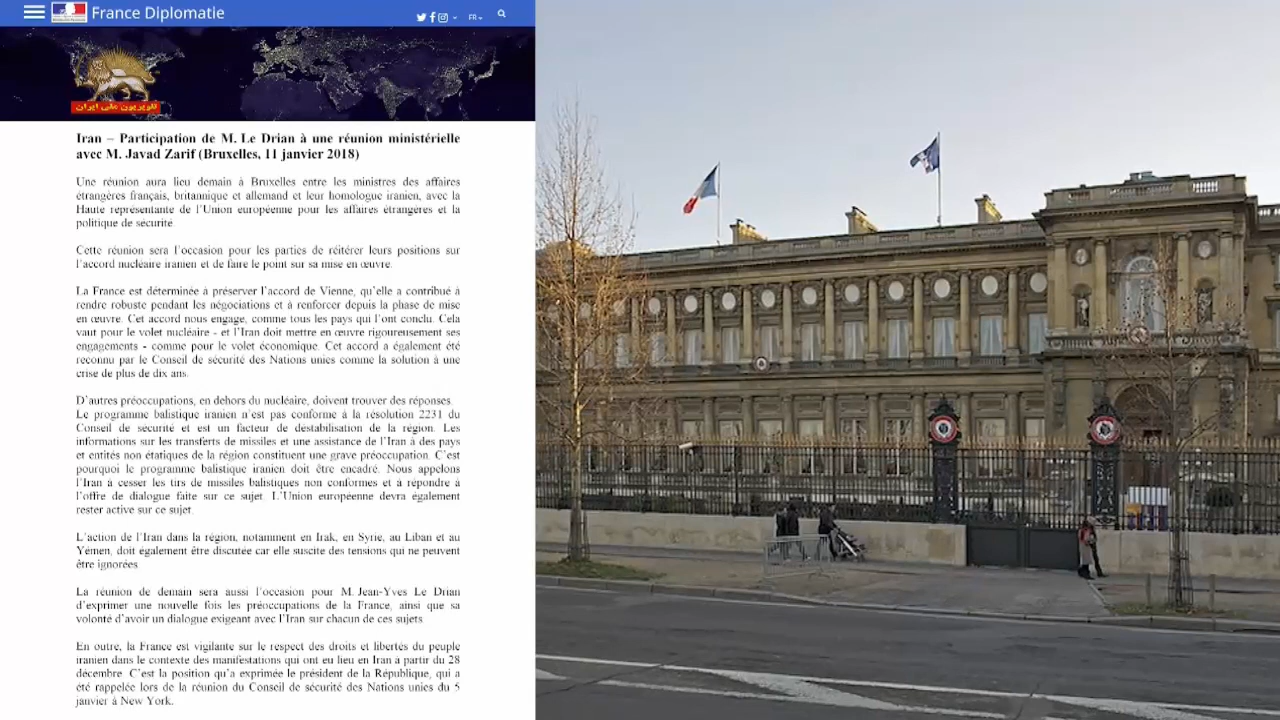 France Diplomatie
FR
تلویزیون ملی ایران
Iran – Participation de M. Le Drian à une réunion ministérielle
avec M. Javad Zarif (Bruxelles, 11 janvier 2018)
Une réunion aura lieu demain à Bruxelles entre les ministres des affaires
étrangères français, britannique et allemand et leur homologue iranien, avec la
Haute représentante de l'Union européenne pour les affaires étrangères et la
politique de sécurité.
Cette réunion sera l'occasion pour les parties de réitérer leurs positions sur
l'accord nucléaire iranien et de faire le point sur sa mise en œuvre.
La France est déterminée à préserver l'accord de Vienne, qu'elle a contribué à
rendre robuste pendant les négociations et à renforcer depuis la phase de mise
en œuvre. Cet accord nous engage, comme tous les pays qui l'ont conclu. Cela
vaut pour le volet nucléaire - et l'Iran doit mettre en œuvre rigoureusement ses
engagements - comme pour le volet économique. Cet accord a également été
reconnu par le Conseil de sécurité des Nations unies comme la solution à une
crise de plus de dix ans.
D'autres préoccupations, en dehors du nucléaire, doivent trouver des réponses.
Le programme balistique iranien n'est pas conforme à la résolution 2231 du
Conseil de sécurité et est un facteur de déstabilisation de la région. Les
informations sur les transferts de missiles et une assistance de l'Iran à des pays
et entités non étatiques de la région constituent une grave préoccupation. C'est
pourquoi le programme balistique iranien doit être encadré. Nous appelons
l'Iran à cesser les tirs de missiles balistiques non conformes et à répondre à
l'offre de dialogue faite sur ce sujet. L'Union européenne devra également
rester active sur ce sujet.
L'action de l'Iran dans la région, notamment en Irak, en Syrie, au Liban et au
Yémen, doit également être discutée car elle suscite des tensions qui ne peuvent
être ignorées.
La réunion de demain sera aussi l'occasion pour M. Jean-Yves Le Drian
d'exprimer une nouvelle fois les préoccupations de la France, ainsi que sa
volonté d'avoir un dialogue exigeant avec l'Iran sur chacun de ces sujets.
En outre, la France est vigilante sur le respect des droits et libertés du peuple
iranien dans le contexte des manifestations qui ont eu lieu en Iran à partir du 28
décembre. C'est la position qu'a exprimée le président de la République, qui a
été rappelée lors de la réunion du Conseil de sécurité des Nations unies du 5
janvier à New York.